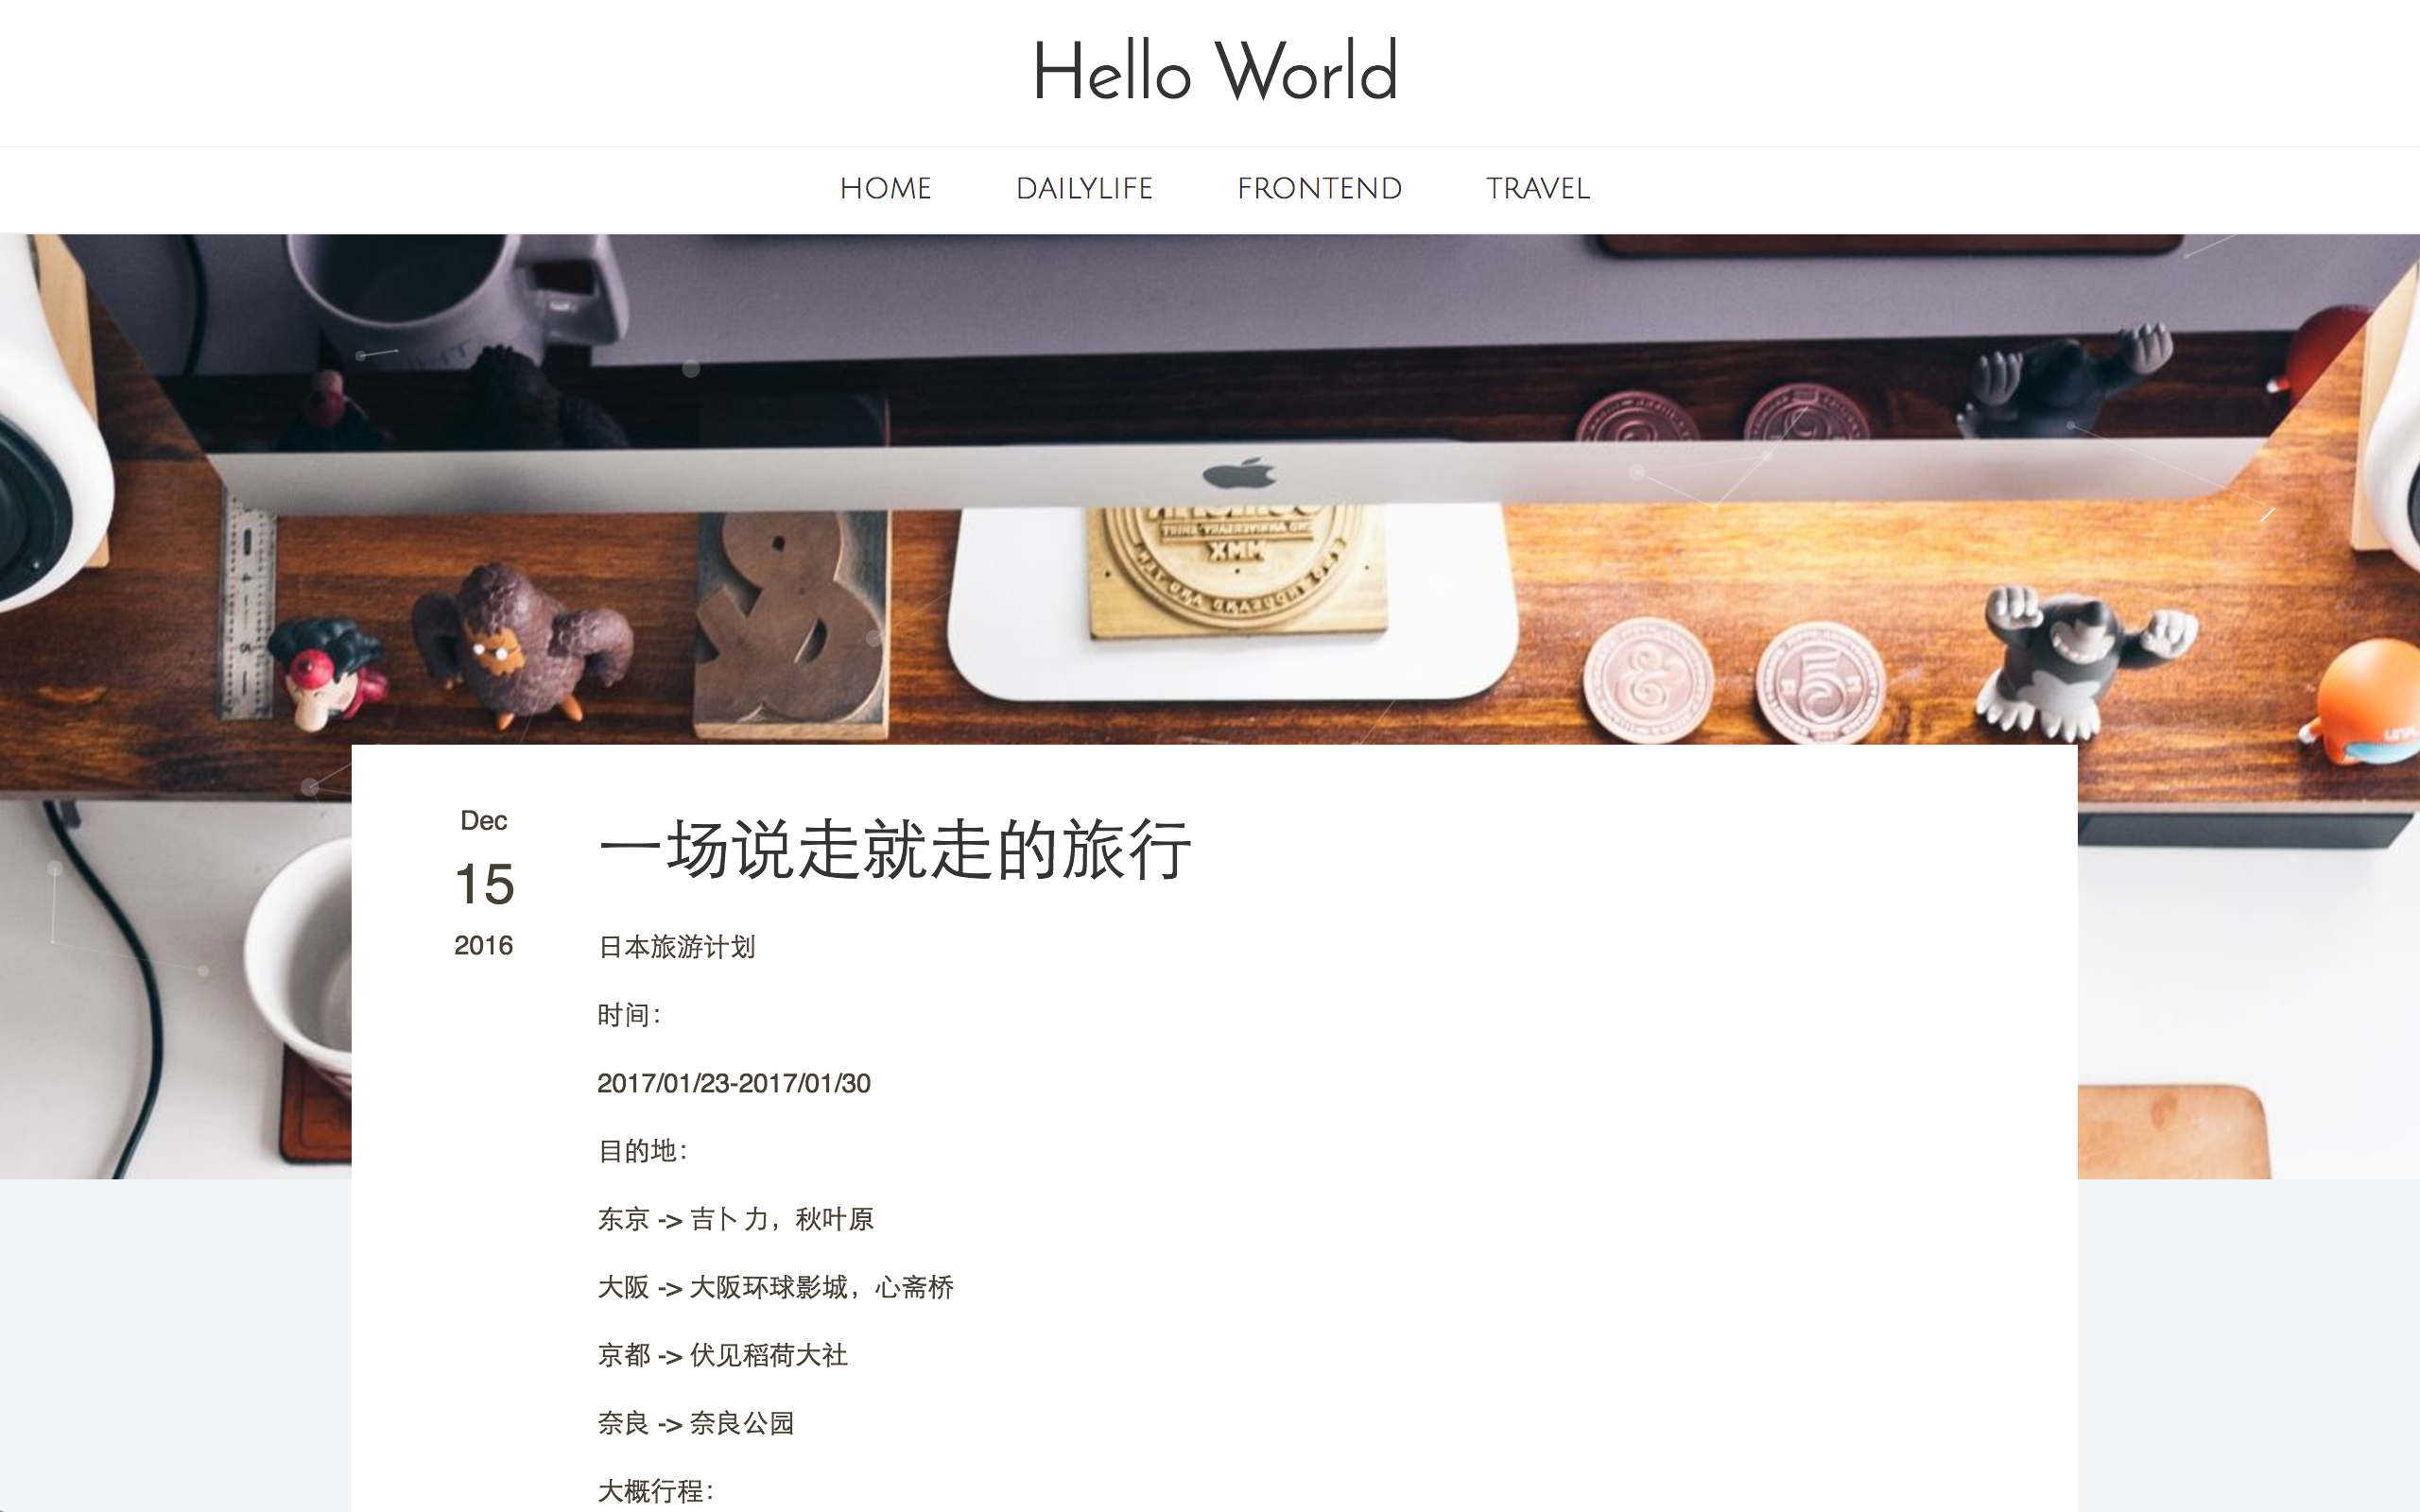 Hello World
HOME DAILYLIFE FRONTEND TRAVEL
XMM
&
5
Dec
15
2016
一场说走就走的旅行
日本旅游计划
时间：
2017/01/23-2017/01/30
目的地：
东京 -> 吉卜力，秋叶原
大阪 -> 大阪环球影城，心斋桥
京都 -> 伏见稻荷大社
奈良 -> 奈良公园
大概行程：